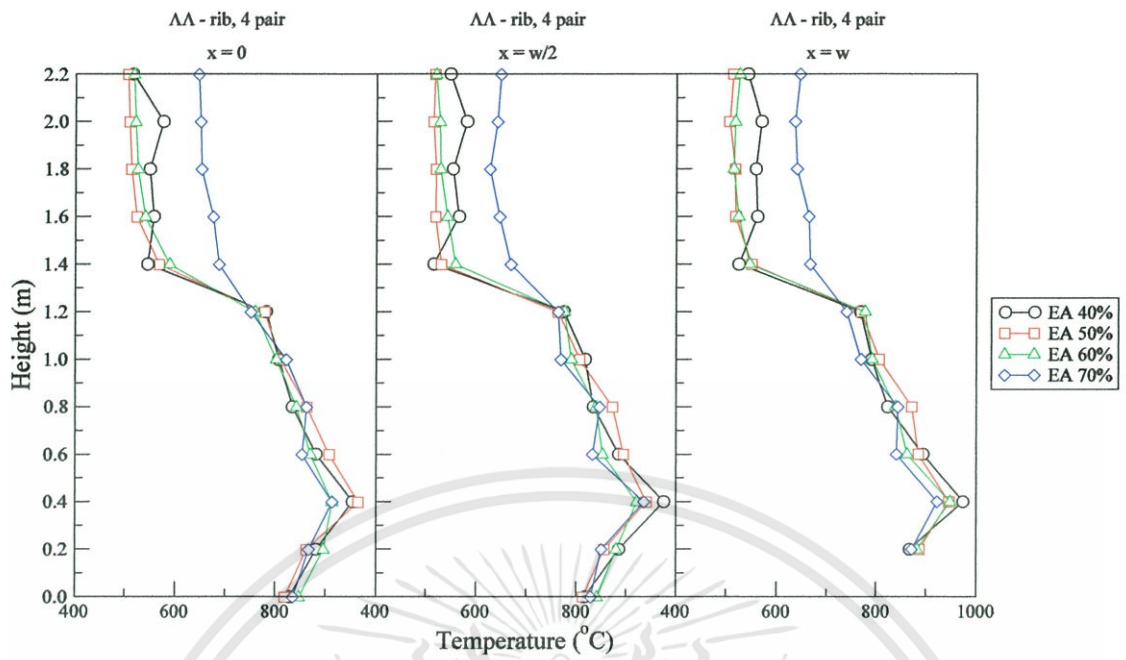 ΛΛ - rib, 4 pair
x = 0
ΛΛ - rib, 4 pair
x = w/2
ΛΛ - rib, 4 pair
x = w
2.2
2.0
1.8
1.6
1.4
1.2
1.0
0.8
0.6
0.4
0.2
0.0
Height (m)
400 600 800 400 600 800 400 600 800 1000
Temperature (°C)
EA 40%
EA 50%
EA 60%
EA 70%